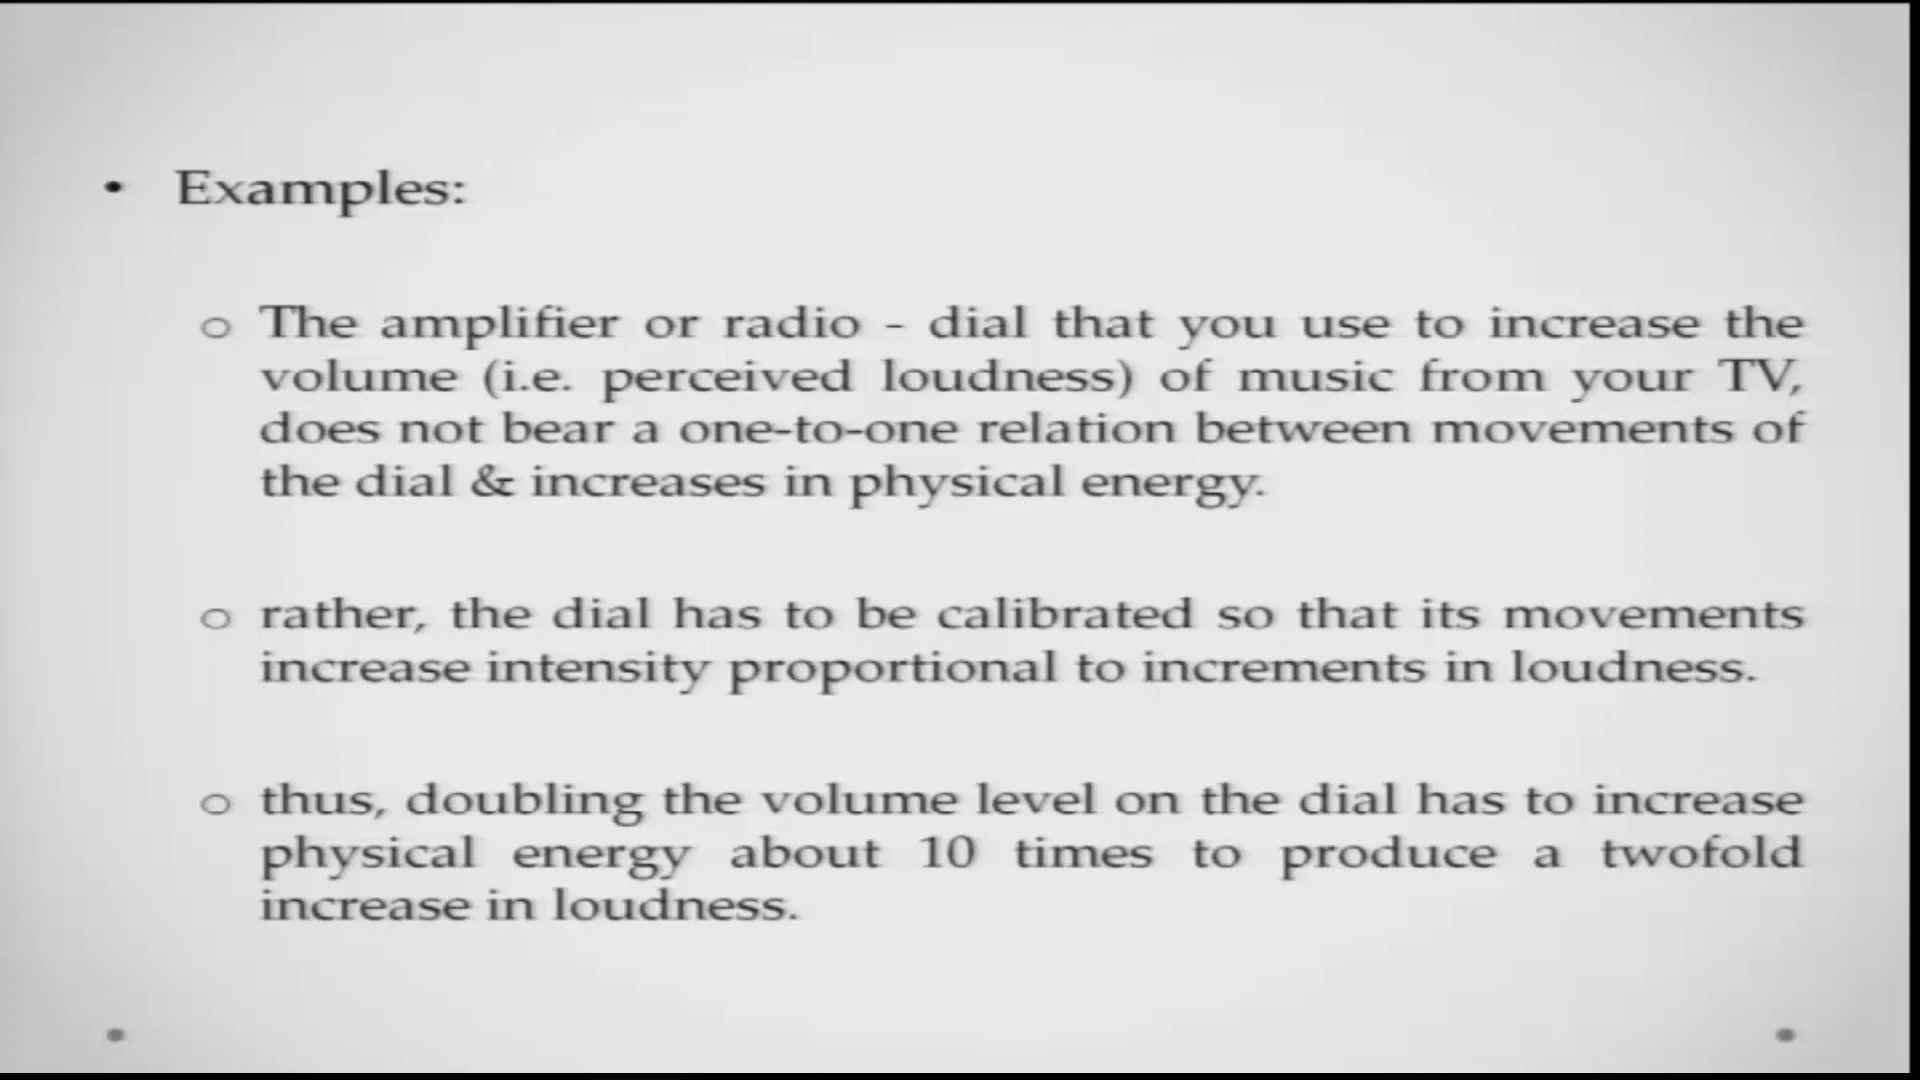 • Examples:
o The amplifier or radio - dial that you use to increase the
volume (i.e. perceived loudness) of music from your TV,
does not bear a one-to-one relation between movements of
the dial & increases in physical energy.
o rather, the dial has to be calibrated so that its movements
increase intensity proportional to increments in loudness.
o thus, doubling the volume level on the dial has to increase
physical energy about 10 times to produce a twofold
increase in loudness.